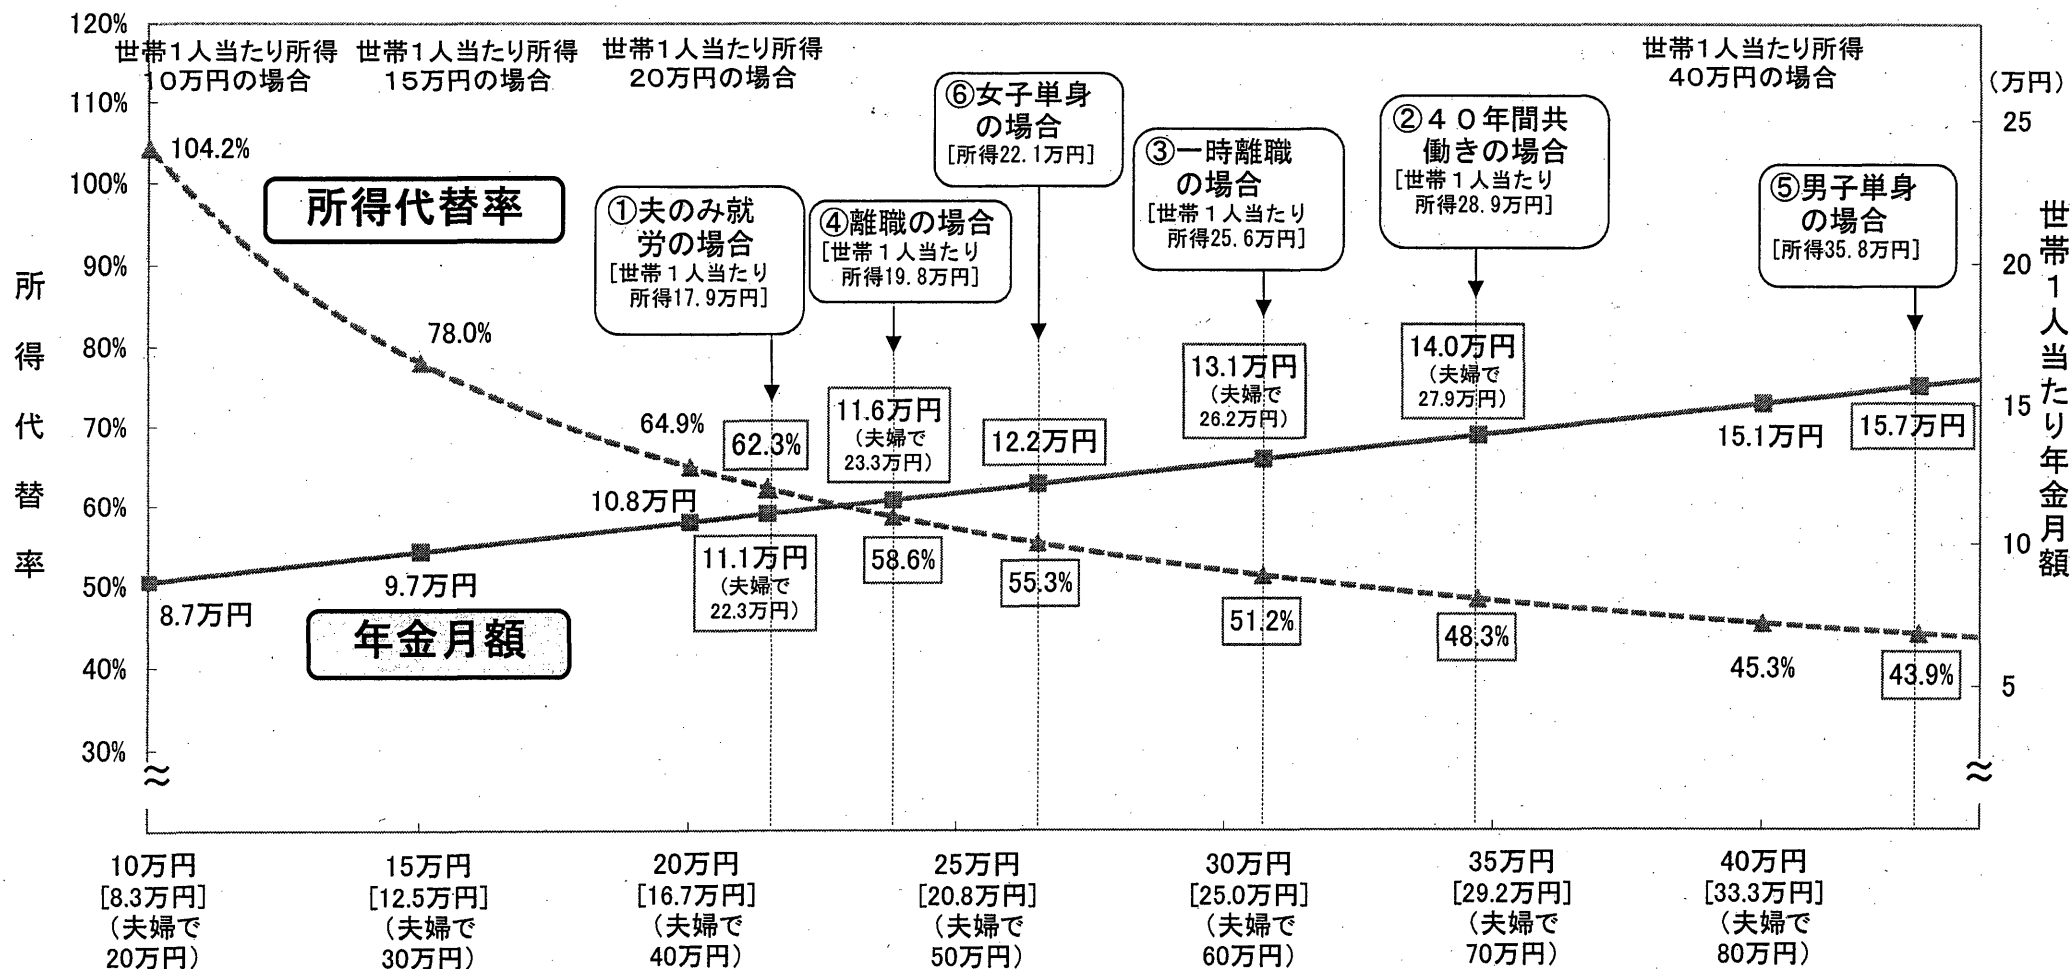 120%
110%
100%
90%
80%
70%
60%
50%
40%
30%
所得代替率
世帯1人当たり所得
10万円の場合
世帯1人当たり所得
15万円の場合
世帯1人当たり所得
20万円の場合
世帯1人当たり所得
40万円の場合
(万円)
25
20
15
10
5
世帯1人当たり年金月額
所得代替率
年金月額
①夫のみ就
労の場合
[世帯1人当たり
所得17.9万円]
④離職の場合
[世帯1人当たり
所得19.8万円]
⑥女子単身
の場合
[所得22.1万円]
③一時離職
の場合
[世帯1人当たり
所得25.6万円]
②40年間共
働きの場合
[世帯1人当たり
所得28.9万円]
⑤男子単身
の場合
[所得35.8万円]
104.2%
78.0%
64.9%
62.3%
58.6%
55.3%
51.2%
48.3%
45.3%
43.9%
8.7万円
9.7万円
10.8万円
11.1万円
(夫婦で
22.3万円)
11.6万円
(夫婦で
23.3万円)
12.2万円
13.1万円
(夫婦で
26.2万円)
14.0万円
(夫婦で
27.9万円)
15.1万円
15.7万円
10万円
[8.3万円]
(夫婦で
20万円)
15万円
[12.5万円]
(夫婦で
30万円)
20万円
[16.7万円]
(夫婦で
40万円)
25万円
[20.8万円]
(夫婦で
50万円)
30万円
[25.0万円]
(夫婦で
60万円)
35万円
[29.2万円]
(夫婦で
70万円)
40万円
[33.3万円]
(夫婦で
80万円)